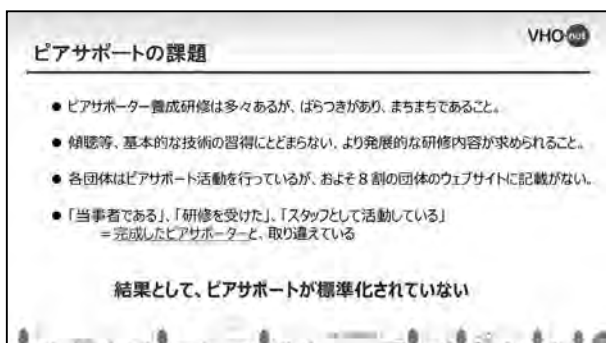 VHO-net
ピアサポートの課題
● ピアサポーター養成研修は多々あるが、ばらつきがあり、まちまちであること。
● 傾聴等、基本的な技術の習得にとどまらない、より発展的な研修内容が求められること。
● 各団体はピアサポート活動を行っているが、およそ8割の団体のウェブサイトに記載がない。
● 「当事者である」、「研修を受けた」、「スタッフとして活動している」
＝完成したピアサポーターと、取り違えている
結果として、ピアサポートが標準化されていない